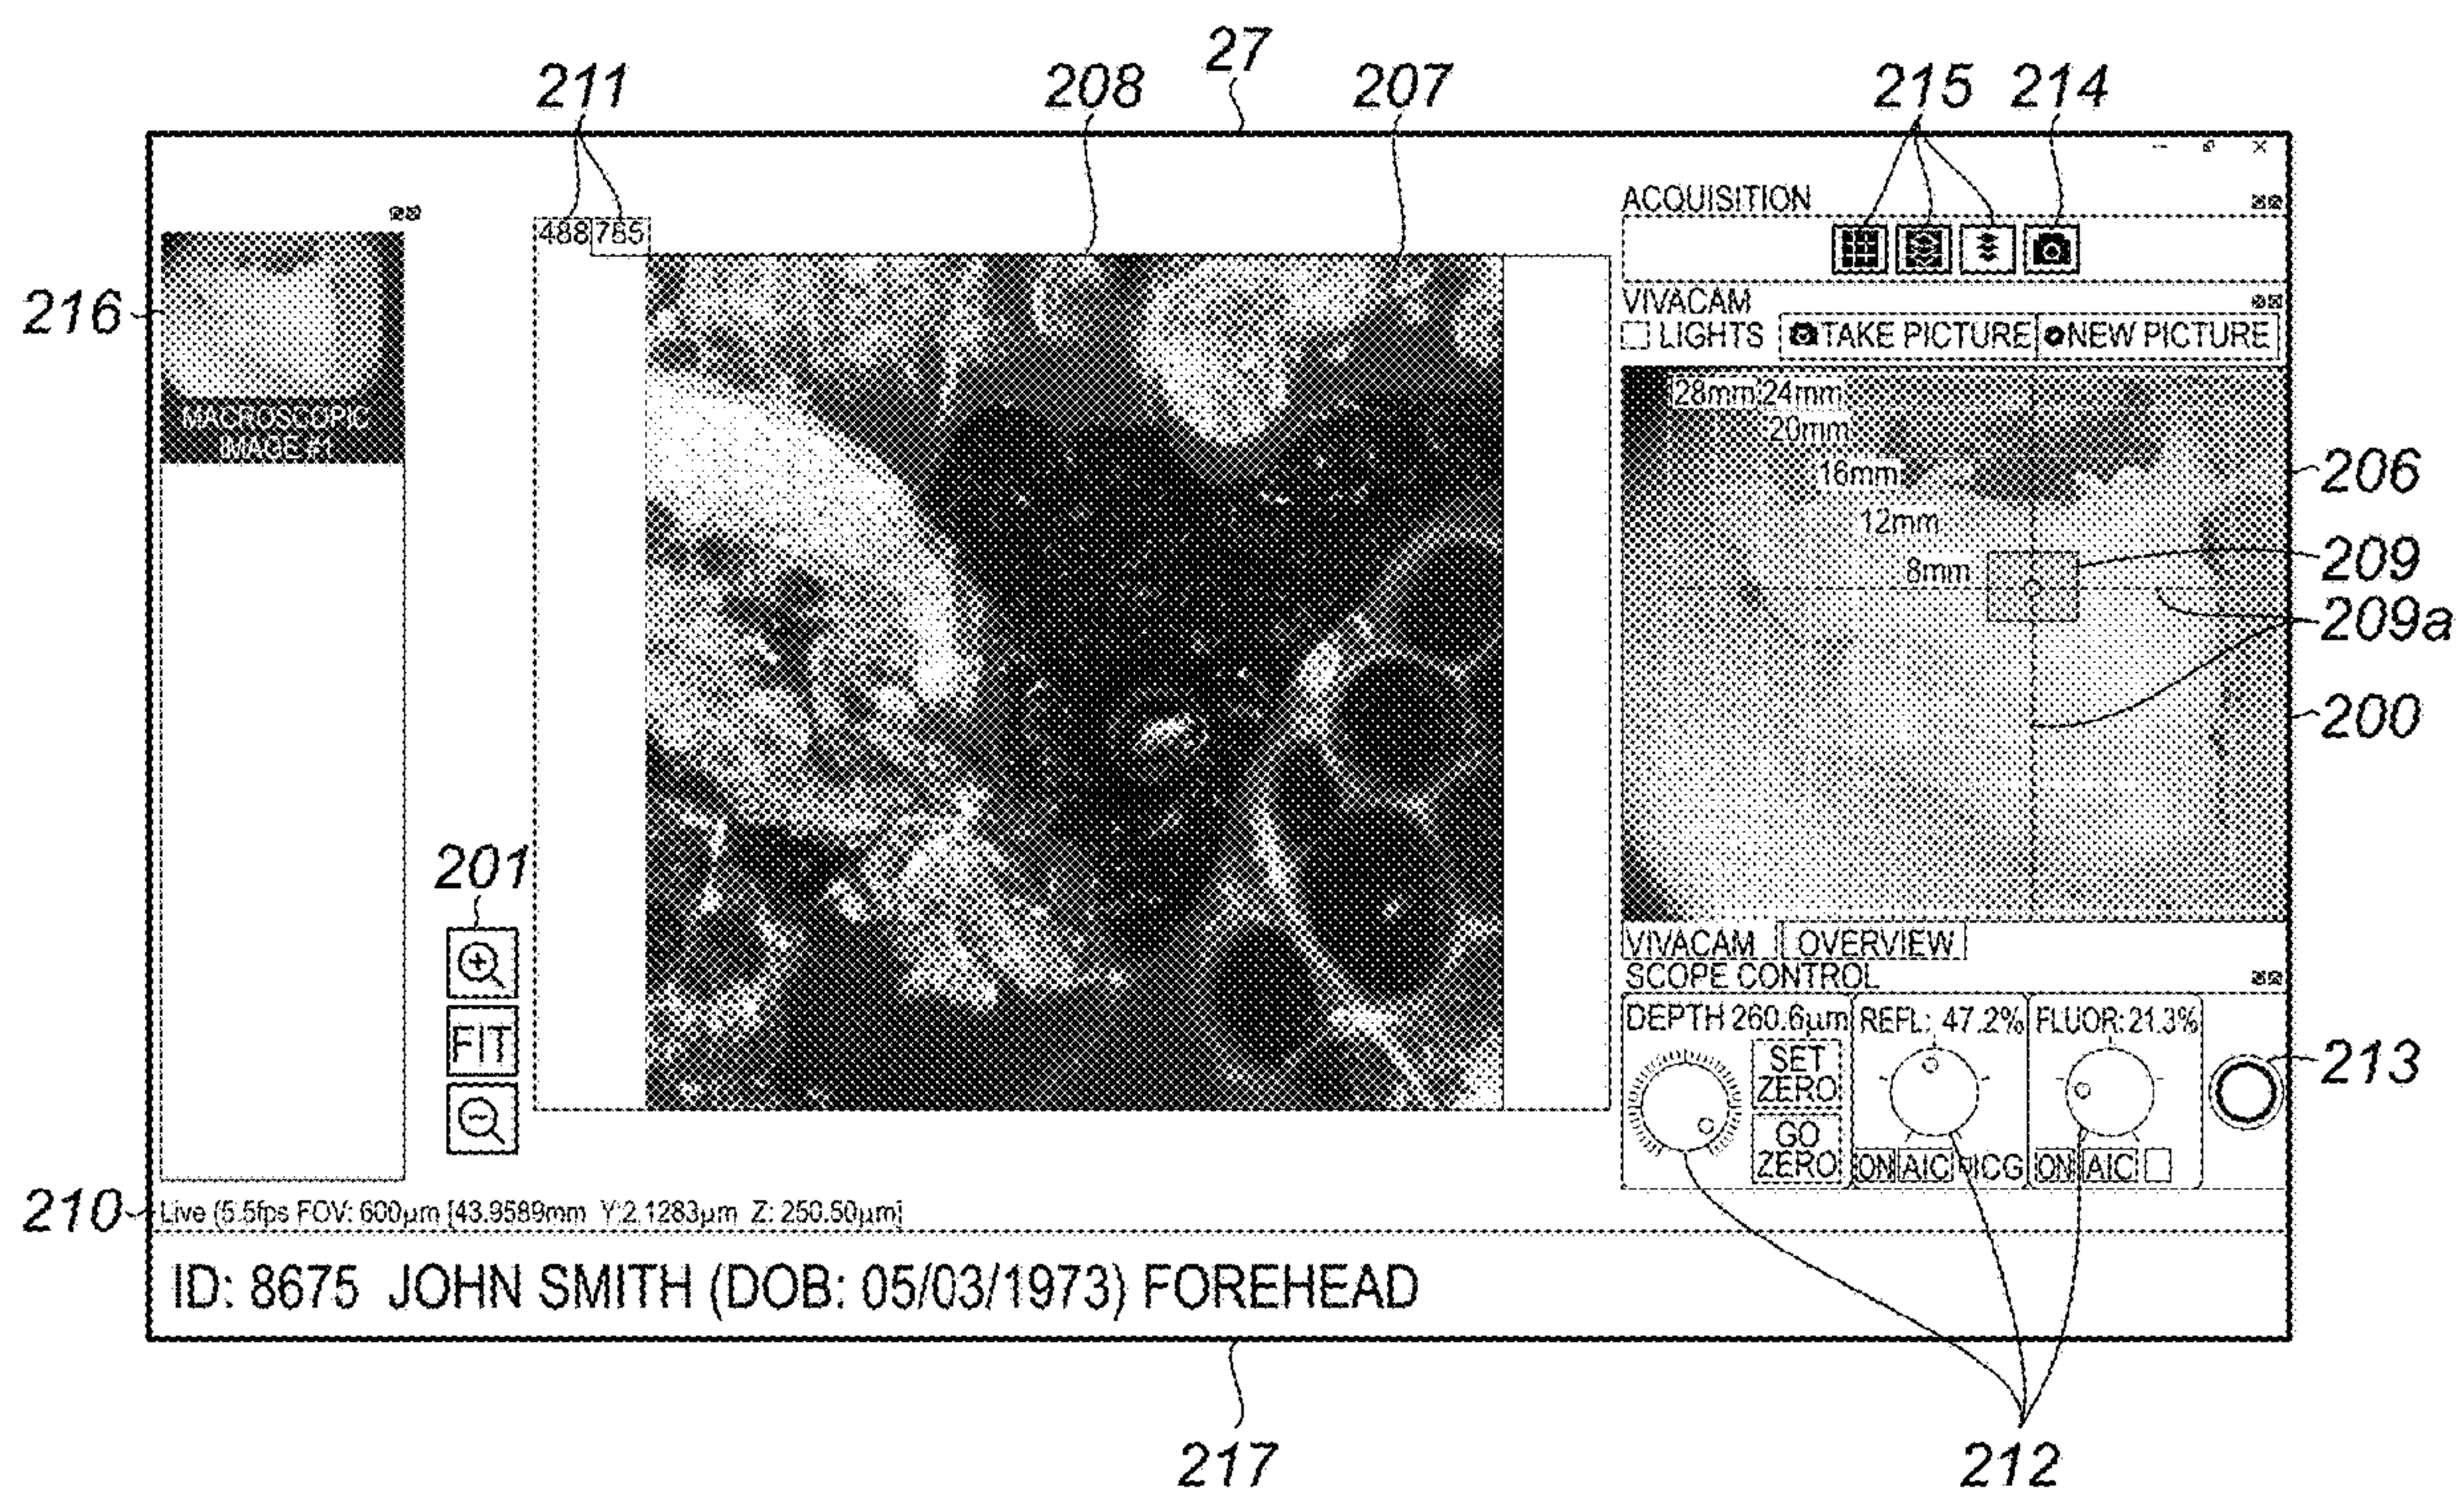 27
211
208
207
215 214
ACQUISITION
488 785
216
VIVACAM
LIGHTS TAKE PICTURE NEW PICTURE
28mm 24mm
20mm
16mm
12mm
8mm
MACROSCOPIC
IMAGE #1
206
209
209a
200
201
FIT
VIVACAM OVERVIEW
SCOPE CONTROL
DEPTH 260.6µm REFL: 47.2% FLUOR: 21.3%
SET
ZERO
GO
ZERO
ON AIC ICG ON AIC
213
210
Live (5.5fps FOV: 600µm [43.9589mm Y:2.1283µm Z: 250.50µm]
ID: 8675 JOHN SMITH (DOB: 05/03/1973) FOREHEAD
217
212